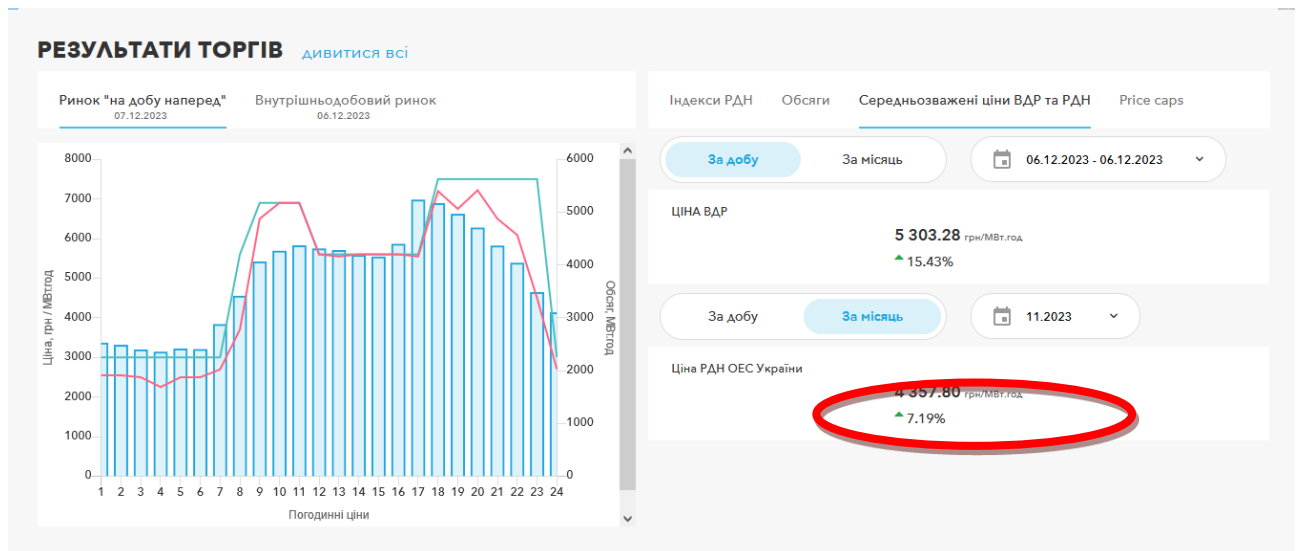 РЕЗУЛЬТАТИ ТОРГІВ дивитися всі
Ринок "на добу наперед" Внутрішньодобовий ринок
07.12.2023 06.12.2023
8000 6000
7000 5000
6000 4000
5000 3000
4000 2000
3000 1000
2000 0
1000
0
Ціна, грн / МВт.год
Обсяг, МВт.год
1 2 3 4 5 6 7 8 9 10 11 12 13 14 15 16 17 18 19 20 21 22 23 24
Погодинні ціни
Індекси РДН Обсяги Середньозважені ціни ВДР та РДН Price caps
За добу За місяць 06.12.2023 - 06.12.2023
ЦІНА ВДР
5 303.28 грн/МВт.год
15.43%
За добу За місяць 11.2023
Ціна РДН ОЕС України
4 357.80 грн/МВт.год
7.19%